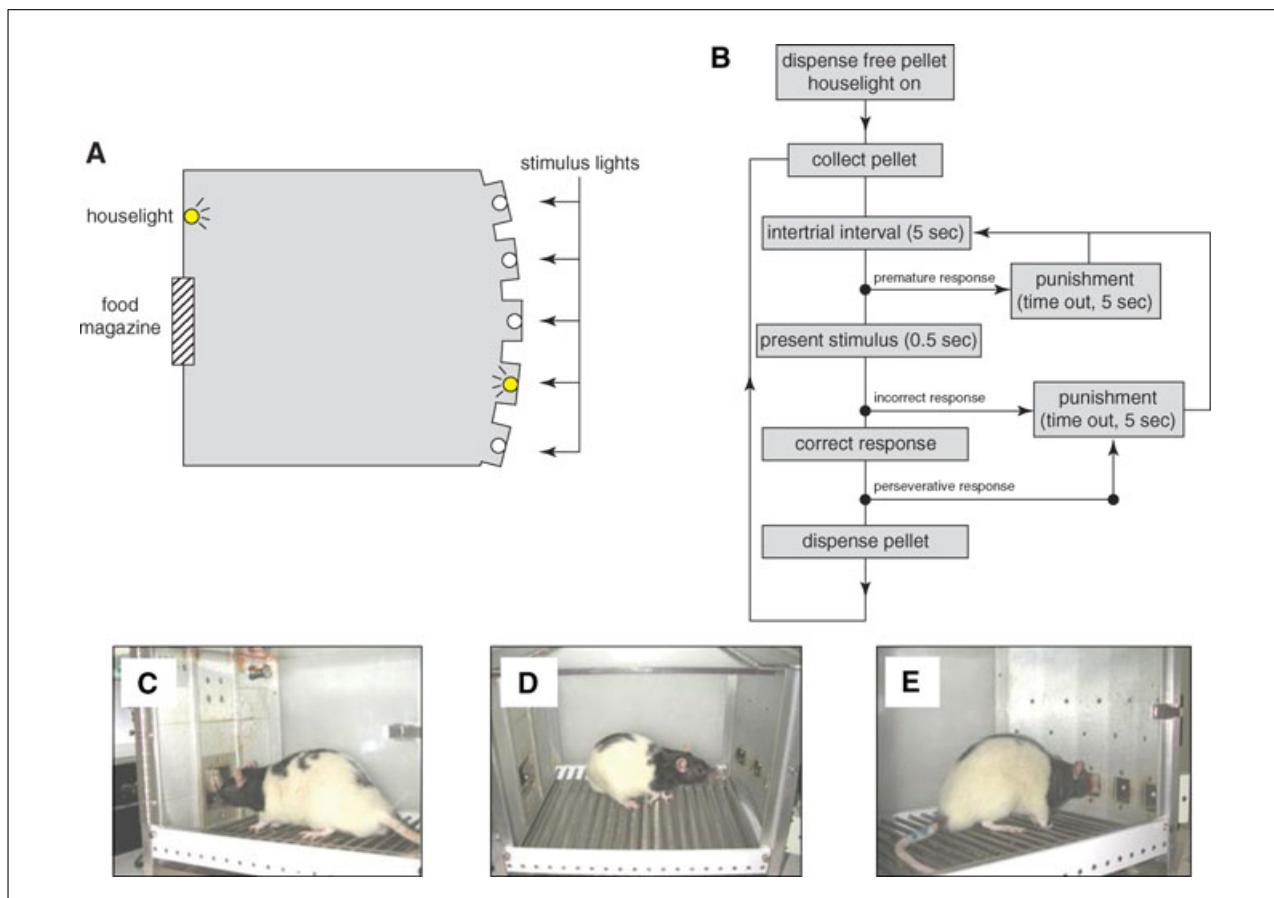 A
houselight
food
magazine
stimulus lights
B
dispense free pellet
houselight on
collect pellet
intertrial interval (5 sec)
premature response
punishment
(time out, 5 sec)
present stimulus (0.5 sec)
incorrect response
punishment
(time out, 5 sec)
correct response
perseverative response
dispense pellet
C
D
E